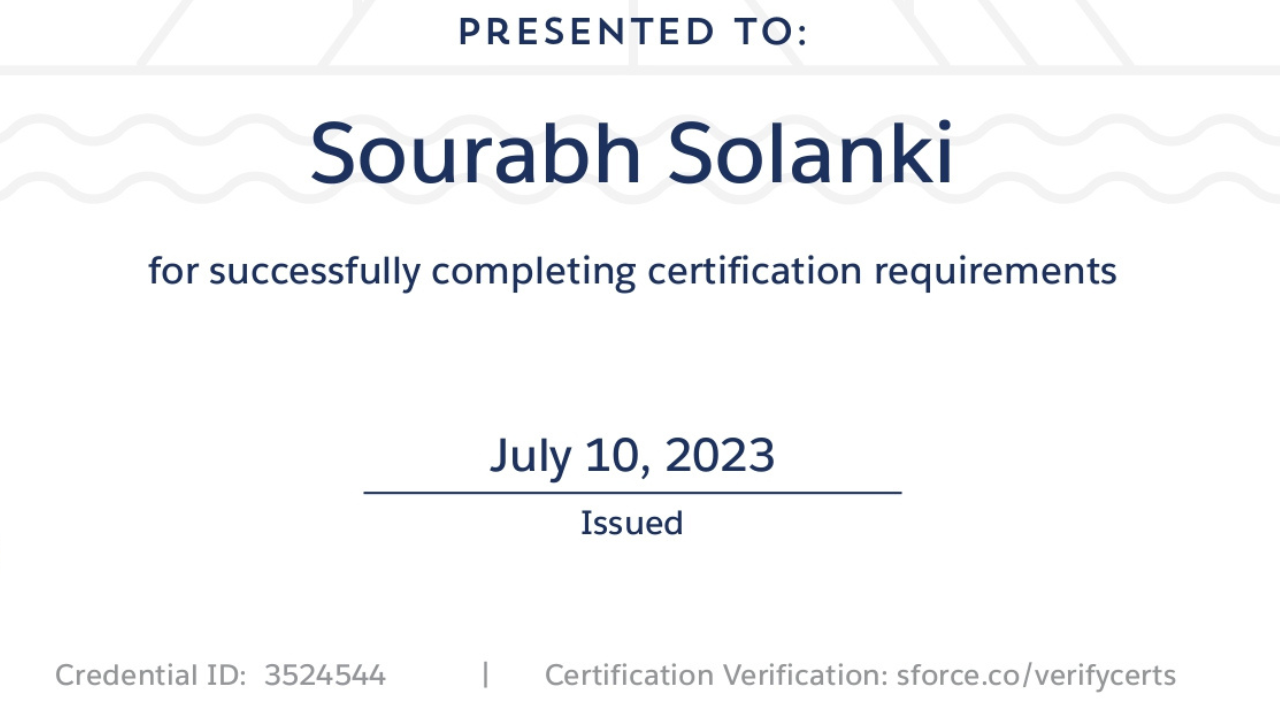 PRESENTED TO:
Sourabh Solanki
for successfully completing certification requirements
July 10, 2023
Issued
Credential ID: 3524544 | Certification Verification: sforce.co/verifycerts